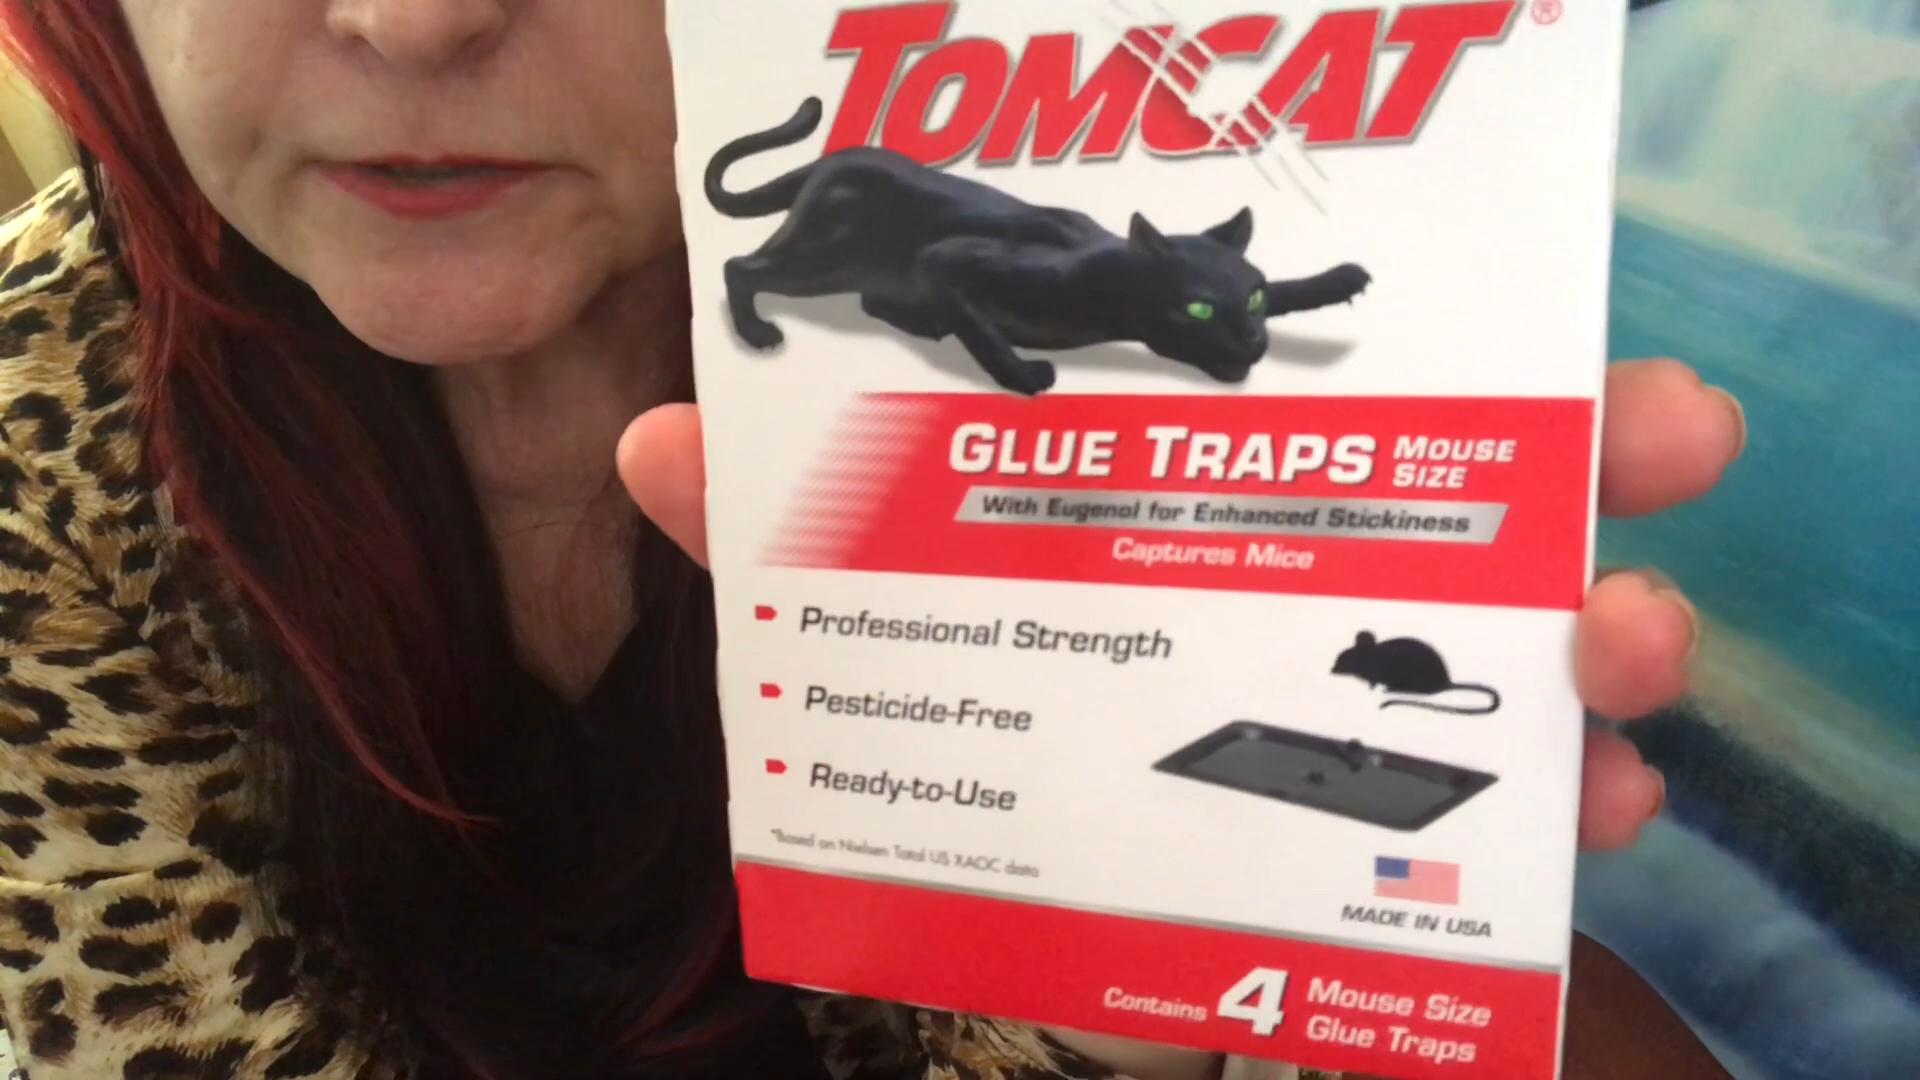 TOMCAT®
GLUE TRAPS MOUSE SIZE
With Eugenol for Enhanced Stickiness
Captures Mice
Professional Strength
Pesticide-Free
Ready-to-Use
*Based on Nielsen Total US XAOC data
MADE IN USA
Contains 4 Mouse Size
Glue Traps